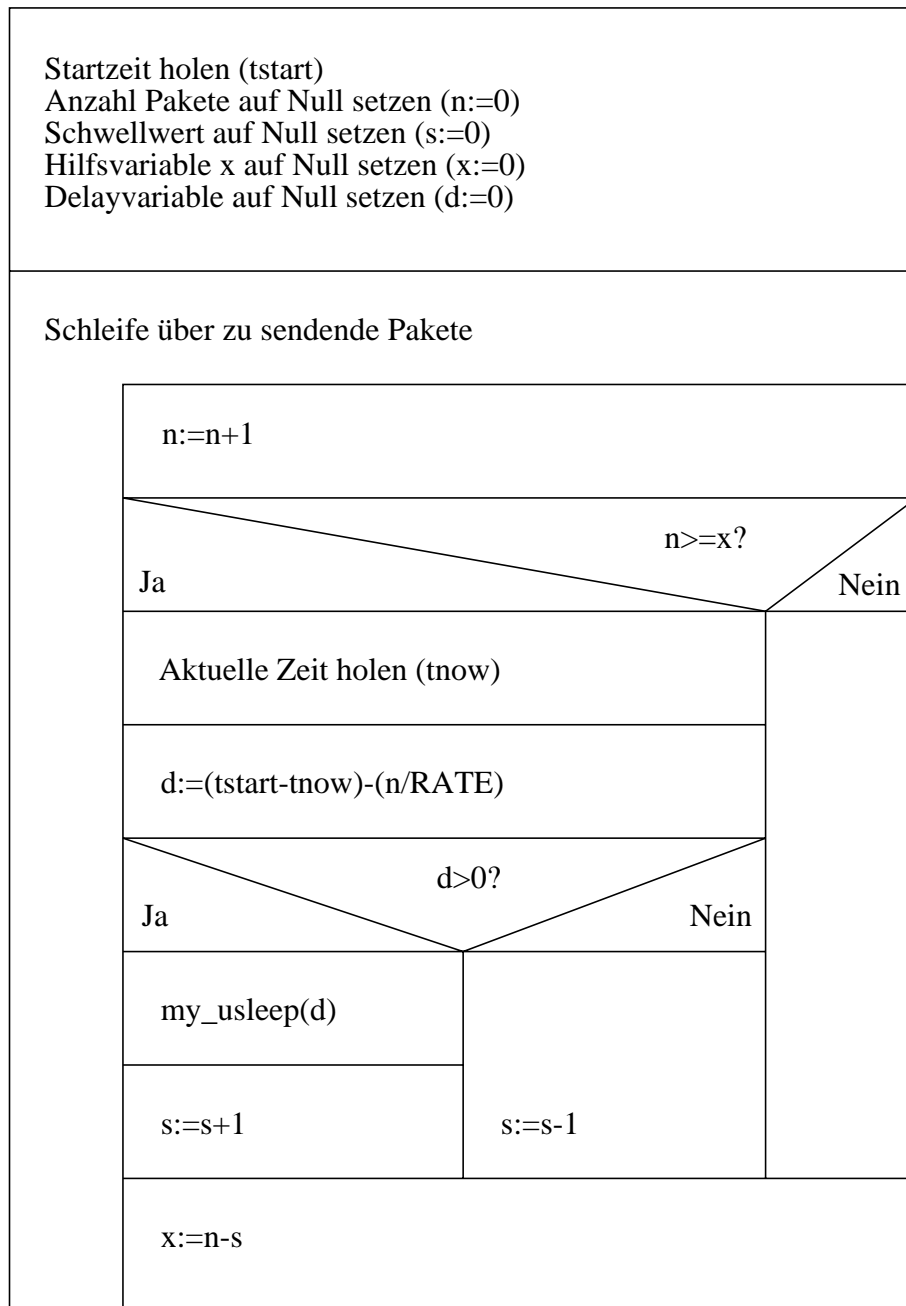 Startzeit holen (tstart)
Anzahl Pakete auf Null setzen (n:=0)
Schwellwert auf Null setzen (s:=0)
Hilfsvariable x auf Null setzen (x:=0)
Delayvariable auf Null setzen (d:=0)
Schleife über zu sendende Pakete
n:=n+1
n>=x?
Ja
Nein
Aktuelle Zeit holen (tnow)
d:=(tstart-tnow)-(n/RATE)
d>0?
Ja
Nein
my_usleep(d)
s:=s+1
s:=s-1
x:=n-s